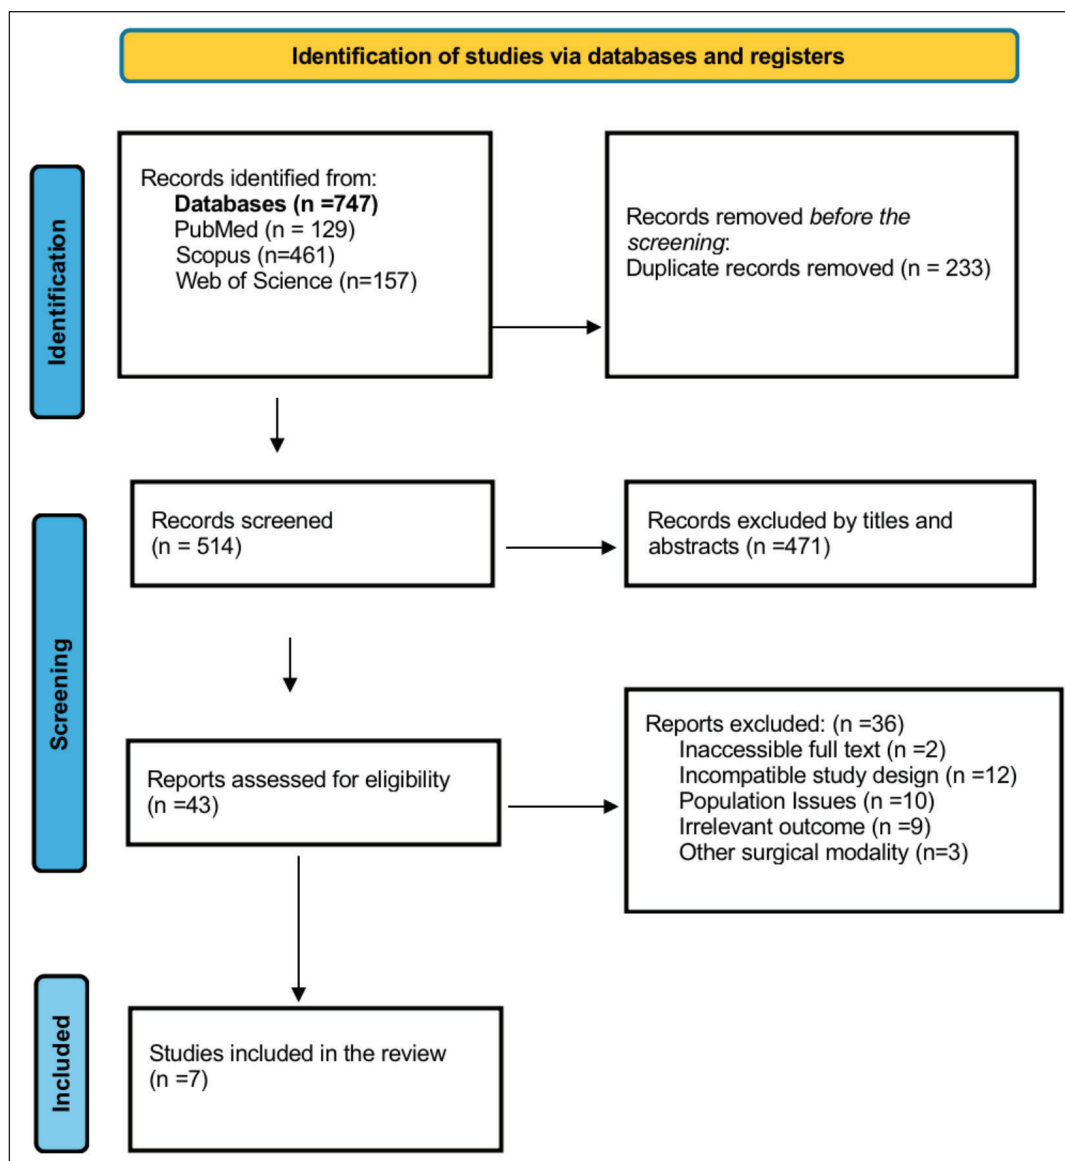 Identification of studies via databases and registers
Identification
Records identified from:
Databases (n =747)
PubMed (n = 129)
Scopus (n=461)
Web of Science (n=157)
Records removed before the
screening:
Duplicate records removed (n = 233)
Screening
Records screened
(n = 514)
Records excluded by titles and
abstracts (n =471)
Reports assessed for eligibility
(n =43)
Reports excluded: (n =36)
Inaccessible full text (n =2)
Incompatible study design (n =12)
Population Issues (n =10)
Irrelevant outcome (n =9)
Other surgical modality (n=3)
Included
Studies included in the review
(n =7)